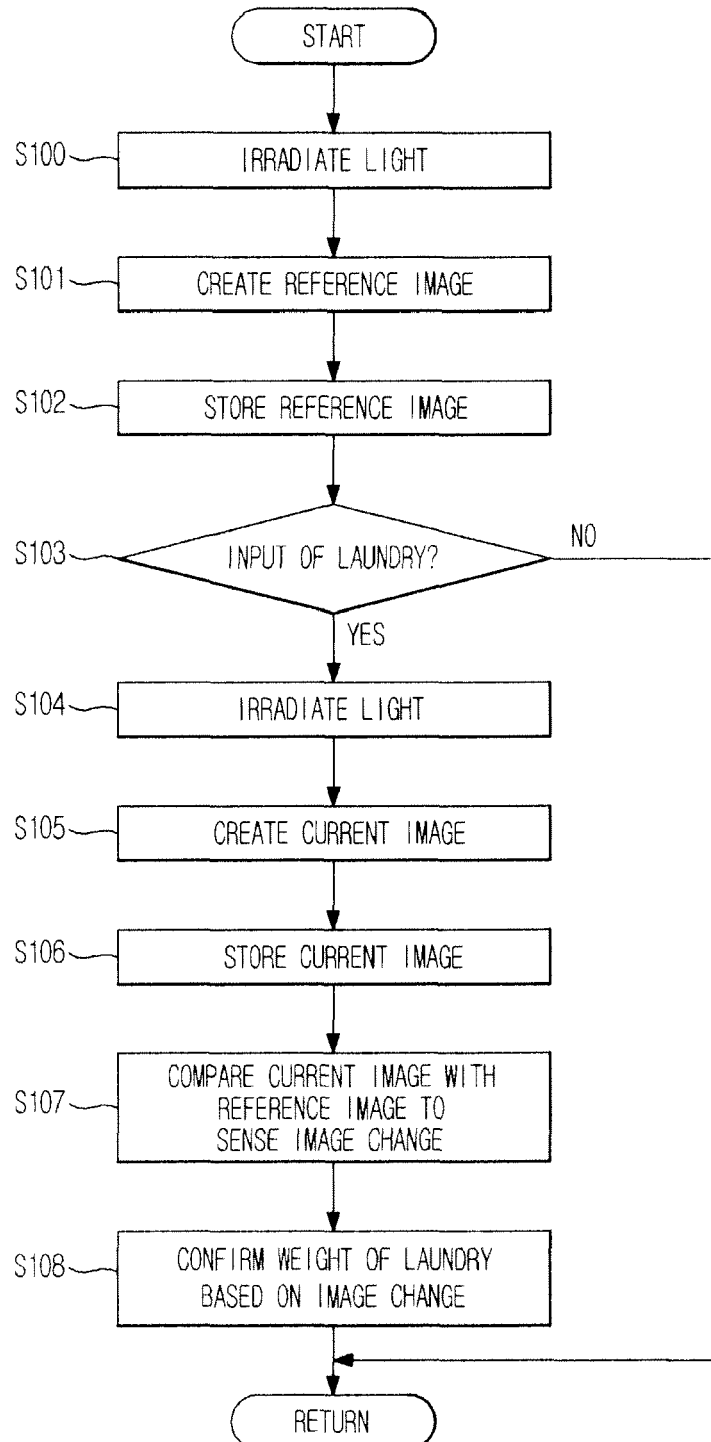 START
S100
IRRADIATE LIGHT
S101
CREATE REFERENCE IMAGE
S102
STORE REFERENCE IMAGE
S103
INPUT OF LAUNDRY?
NO
YES
S104
IRRADIATE LIGHT
S105
CREATE CURRENT IMAGE
S106
STORE CURRENT IMAGE
S107
COMPARE CURRENT IMAGE WITH
REFERENCE IMAGE TO
SENSE IMAGE CHANGE
S108
CONFIRM WEIGHT OF LAUNDRY
BASED ON IMAGE CHANGE
RETURN